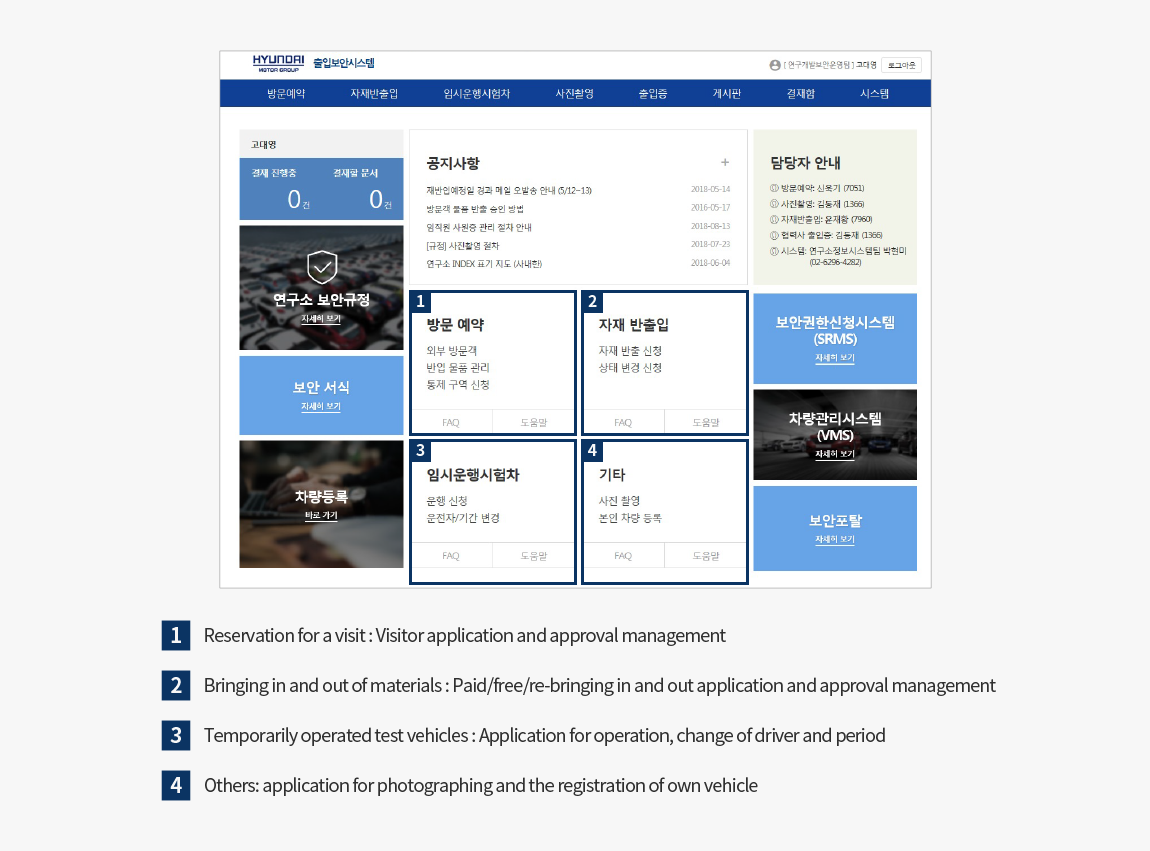 HYUNDAI
MOTOR GROUP
출입보안시스템
[ 연구개발보안운영팀 ] 고대영
로그아웃
방문예약 자재반출입 임시운행시험차 사진촬영 출입증 게시판 결재함 시스템
고대영
결재 진행중 결재할 문서
0건 0건
연구소 보안규정
자세히 보기
보안 서식
자세히 보기
차량등록
바로 가기
공지사항 +
재반입예정일 경과 메일 오발송 안내 (5/12~13) 2018-05-14
방문객 물품 반출 승인 방법 2016-05-17
임직원 사원증 관리 절차 안내 2018-08-13
[규정] 사진촬영 절차 2018-07-23
연구소 INDEX 표기 지도 (사내한) 2018-06-04
1
방문 예약
외부 방문객
반입 물품 관리
통제 구역 신청
FAQ 도움말
2
자재 반출입
자재 반출 신청
상태 변경 신청
FAQ 도움말
3
임시운행시험차
운행 신청
운전자/기간 변경
FAQ 도움말
4
기타
사진 촬영
본인 차량 등록
FAQ 도움말
담당자 안내
방문예약: 신욱기 (7051)
사진촬영: 김동재 (1366)
자재반출입: 윤재황 (7960)
협력사 출입증: 김동재 (1366)
시스템: 연구소정보시스템팀 박현미
(02-6296-4282)
보안권한신청시스템
(SRMS)
자세히 보기
차량관리시스템
(VMS)
자세히 보기
보안포탈
자세히 보기
1 Reservation for a visit : Visitor application and approval management
2 Bringing in and out of materials : Paid/free/re-bringing in and out application and approval management
3 Temporarily operated test vehicles : Application for operation, change of driver and period
4 Others: application for photographing and the registration of own vehicle